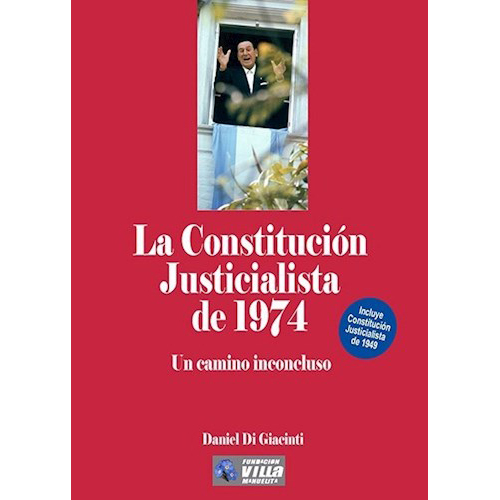 La Constitución
Justicialista
de 1974
Incluye
Constitución
Justicialista
de 1949
Un camino inconcluso
Daniel Di Giacinti
FUNDACION
VILLA
MANUELITA